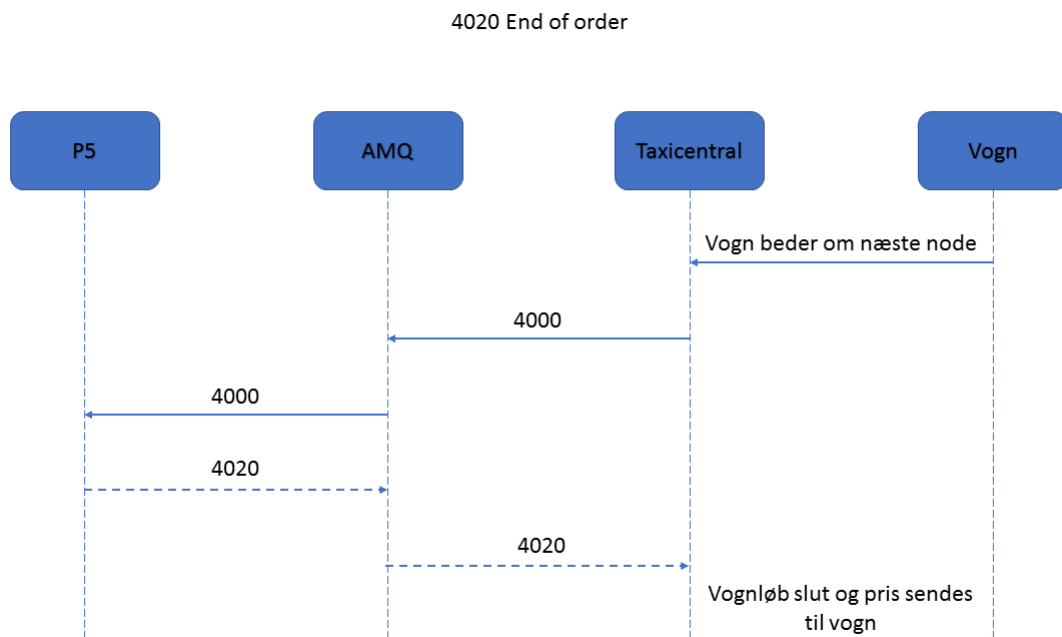 4020 End of order
P5
AMQ
Taxicentral
Vogn
Vogn beder om næste node
4000
4000
4020
4020
Vognløb slut og pris sendes
til vogn